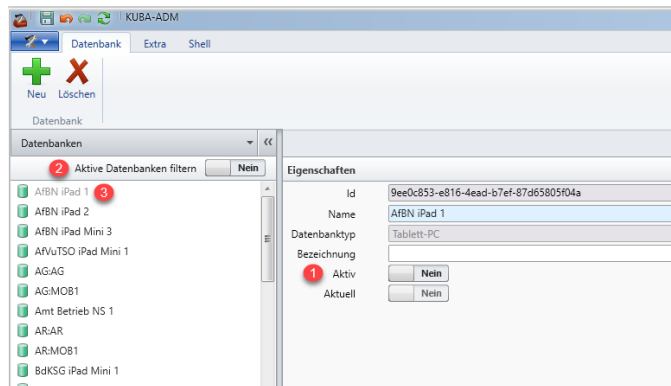 KUBA-ADM
Datenbank Extra Shell
Neu Löschen
Datenbank
Datenbanken
2 Aktive Datenbanken filtern Nein
AfBN iPad 1 3
AfBN iPad 2
AfBN iPad Mini 3
AfVuTSO iPad Mini 1
AG:AG
AG:MOB1
Amt Betrieb NS 1
AR:AR
AR:MOB1
BdKSG iPad Mini 1
Eigenschaften
Id 9ee0c853-e816-4ead-b7ef-87d65805f04a
Name AfBN iPad 1
Datenbanktyp Tablett-PC
Bezeichnung
1 Aktiv Nein
Aktuell Nein